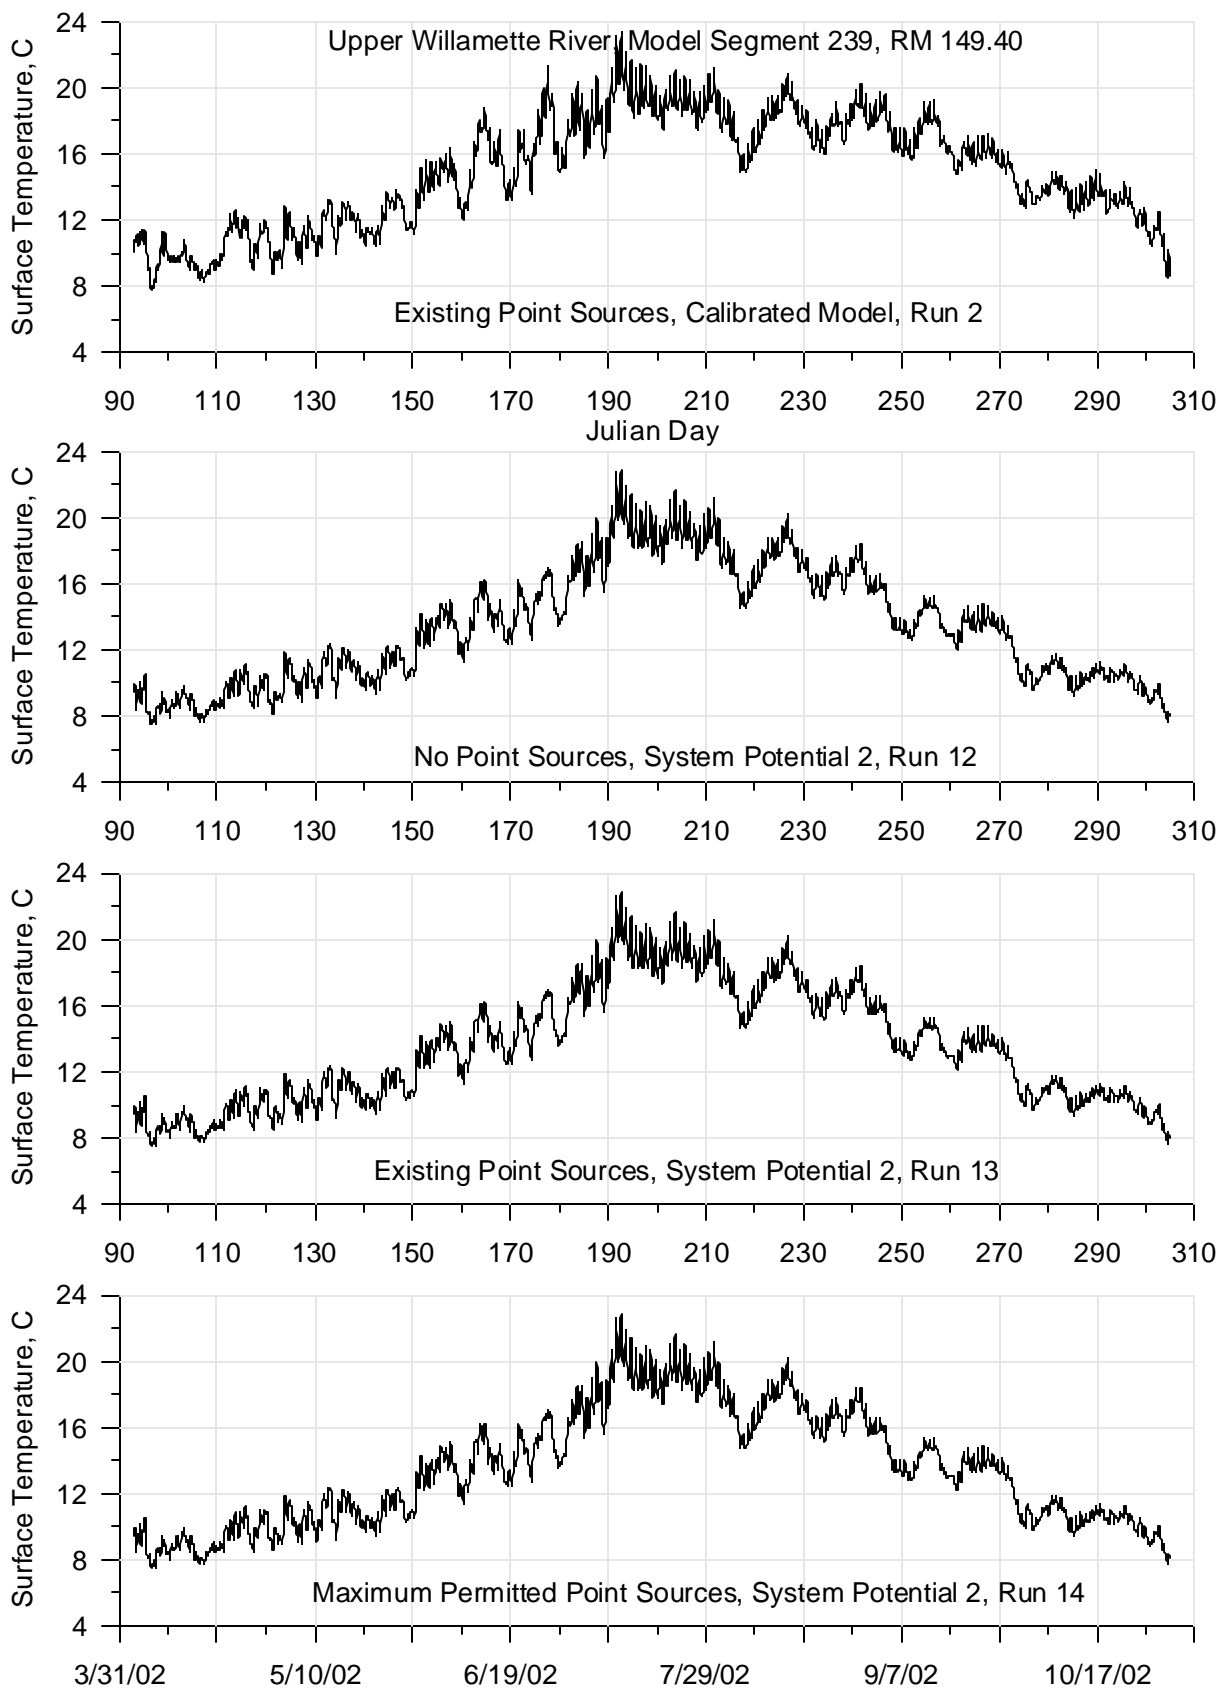 24
Upper Willamette River, Model Segment 239, RM 149.40
20
16
12
8
Existing Point Sources, Calibrated Model, Run 2
4
Surface Temperature, C
90 110 130 150 170 190 210 230 250 270 290 310
Julian Day
24
20
16
12
8
No Point Sources, System Potential 2, Run 12
4
Surface Temperature, C
90 110 130 150 170 190 210 230 250 270 290 310
24
20
16
12
8
Existing Point Sources, System Potential 2, Run 13
4
Surface Temperature, C
90 110 130 150 170 190 210 230 250 270 290 310
24
20
16
12
8
Maximum Permitted Point Sources, System Potential 2, Run 14
4
Surface Temperature, C
3/31/02 5/10/02 6/19/02 7/29/02 9/7/02 10/17/02